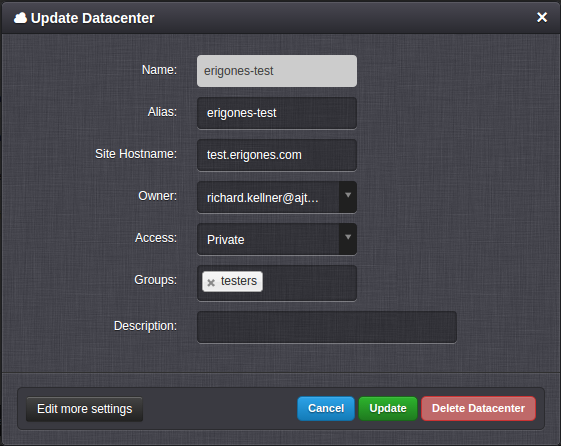 Update Datacenter
Name: erigones-test
Alias: erigones-test
Site Hostname: test.erigones.com
Owner: richard.kellner@ajt...
Access: Private
Groups: testers
Description:
Edit more settings Cancel Update Delete Datacenter